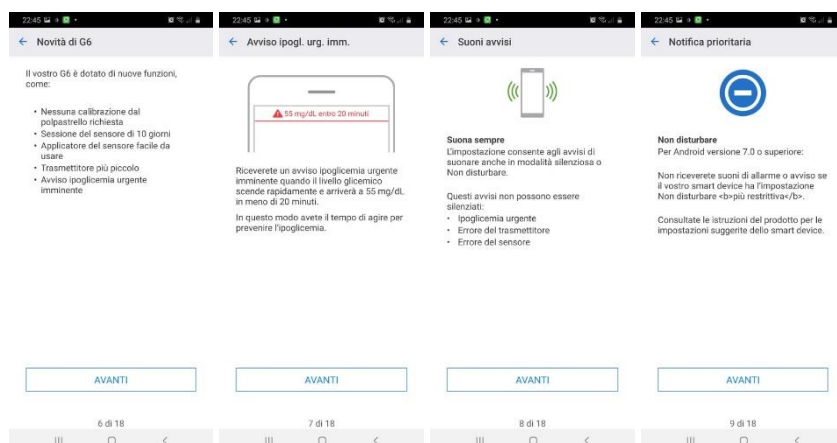 22:45
Novità di G6
Il vostro G6 è dotato di nuove funzioni,
come:
• Nessuna calibrazione dal
polpastrello richiesta
• Sessione del sensore di 10 giorni
• Applicatore del sensore facile da
usare
• Trasmettitore più piccolo
• Avviso ipoglicemia urgente
imminente
AVANTI
6 di 18
22:45
Avviso ipogl. urg. imm.
55 mg/dL entro 20 minuti
Riceverete un avviso ipoglicemia urgente
imminente quando il livello glicemico
scende rapidamente e arriverà a 55 mg/dL
in meno di 20 minuti.
In questo modo avete il tempo di agire per
prevenire l'ipoglicemia.
AVANTI
7 di 18
22:45
Suoni avvisi
Suona sempre
L'impostazione consente agli avvisi di
suonare anche in modalità silenziosa o
Non disturbare.
Questi avvisi non possono essere
silenziati:
• Ipoglicemia urgente
• Errore del trasmettitore
• Errore del sensore
AVANTI
8 di 18
22:45
Notifica prioritaria
Non disturbare
Per Android versione 7.0 o superiore:
Non riceverete suoni di allarme o avviso se
il vostro smart device ha l'impostazione
Non disturbare <b>più restrittiva</b>.
Consultate le istruzioni del prodotto per le
impostazioni suggerite dello smart device.
AVANTI
9 di 18